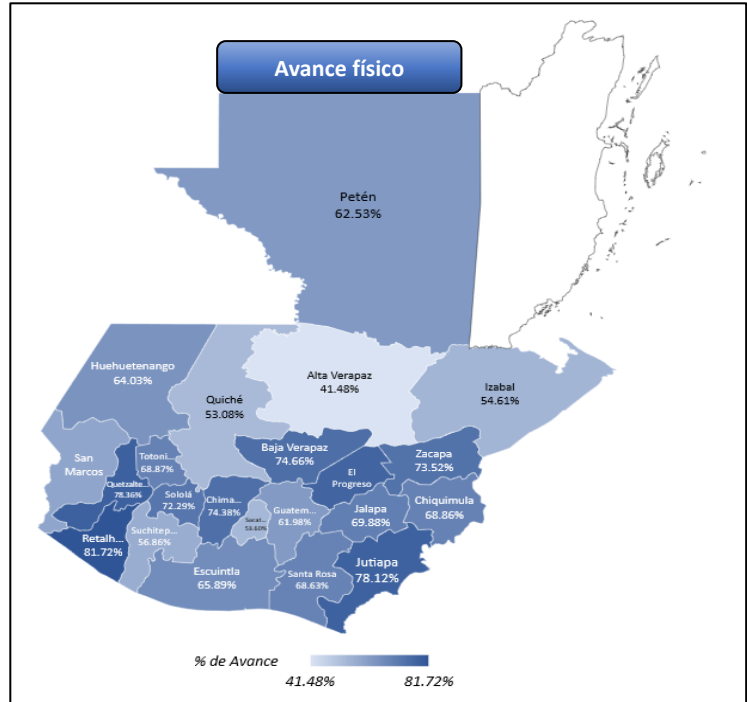 Avance físico
Petén
62.53%
Huehuetenango
64.03%
Quiché
53.08%
Alta Verapaz
41.48%
Izabal
54.61%
San
Marcos
Totoni...
68.87%
Baja Verapaz
74.66%
Zacapa
73.52%
Quetzalte...
78.36%
Sololá
72.29%
Chima...
74.38%
El
Progreso
Guatem...
61.98%
Jalapa
69.88%
Chiquimula
68.86%
Retalh...
81.72%
Suchitep...
56.86%
Sacat...
53.60%
Escuintla
65.89%
Santa Rosa
68.63%
Jutiapa
78.12%
% de Avance
41.48%
81.72%